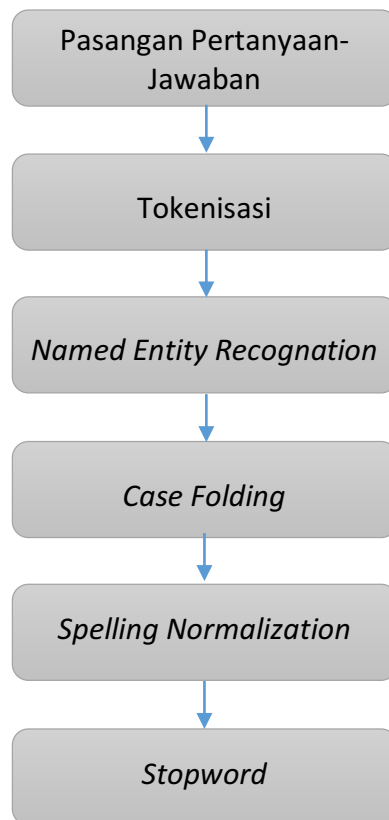 Pasangan Pertanyaan-
Jawaban
Tokenisasi
Named Entity Recognation
Case Folding
Spelling Normalization
Stopword